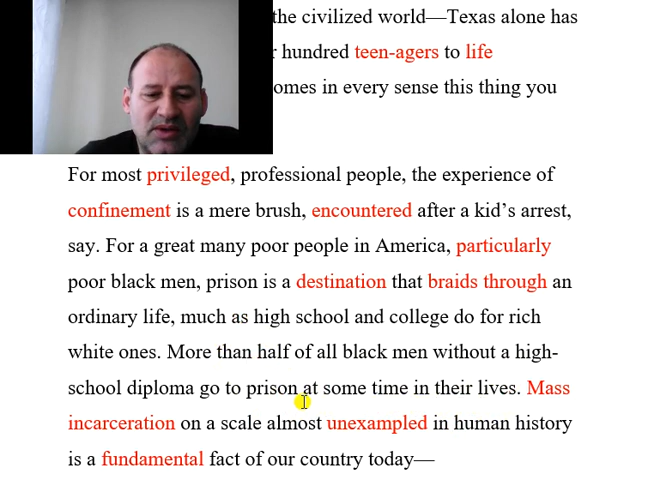 the civilized world—Texas alone has
hundred teen-agers to life
omes in every sense this thing you
For most privileged, professional people, the experience of
confinement is a mere brush, encountered after a kid’s arrest,
say. For a great many poor people in America, particularly
poor black men, prison is a destination that braids through an
ordinary life, much as high school and college do for rich
white ones. More than half of all black men without a high-
school diploma go to prison at some time in their lives. Mass
incarceration on a scale almost unexampled in human history
is a fundamental fact of our country today—